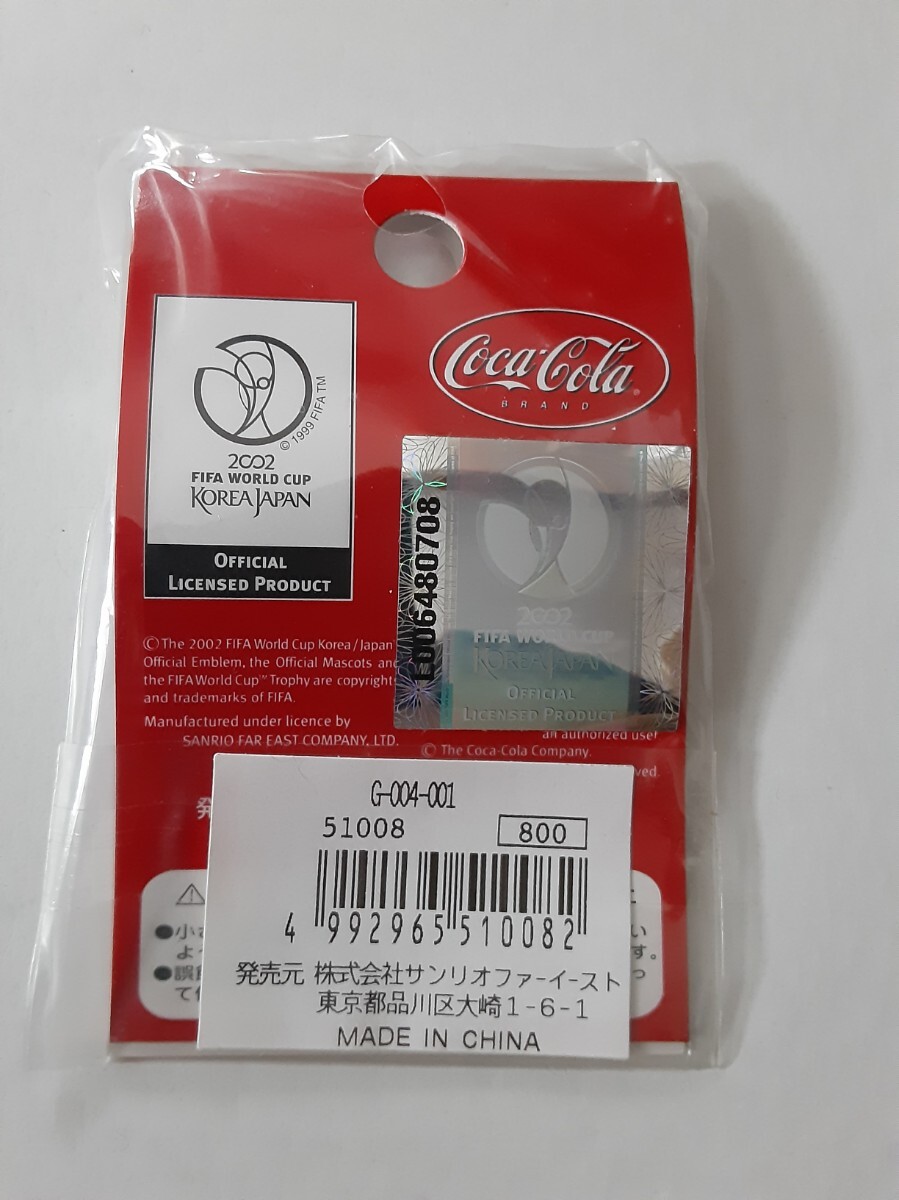 © 1999 FIFA TM
2002
FIFA WORLD CUP
KOREA JAPAN
OFFICIAL
LICENSED PRODUCT
Coca-Cola
BRAND
2002
FIFA WORLD CUP
KOREA JAPAN
OFFICIAL
LICENSED PRODUCT
© The 2002 FIFA World Cup Korea/Japan
Official Emblem, the Official Mascots and
the FIFA World Cup™ Trophy are copyrights
and trademarks of FIFA.
Manufactured under licence by
SANRIO FAR EAST COMPANY, LTD.
an authorized user
© The Coca-Cola Company.
G-004-001
51008 800
4 992965 510082
発売元 株式会社サンリオファーイースト
東京都品川区大崎1-6-1
MADE IN CHINA